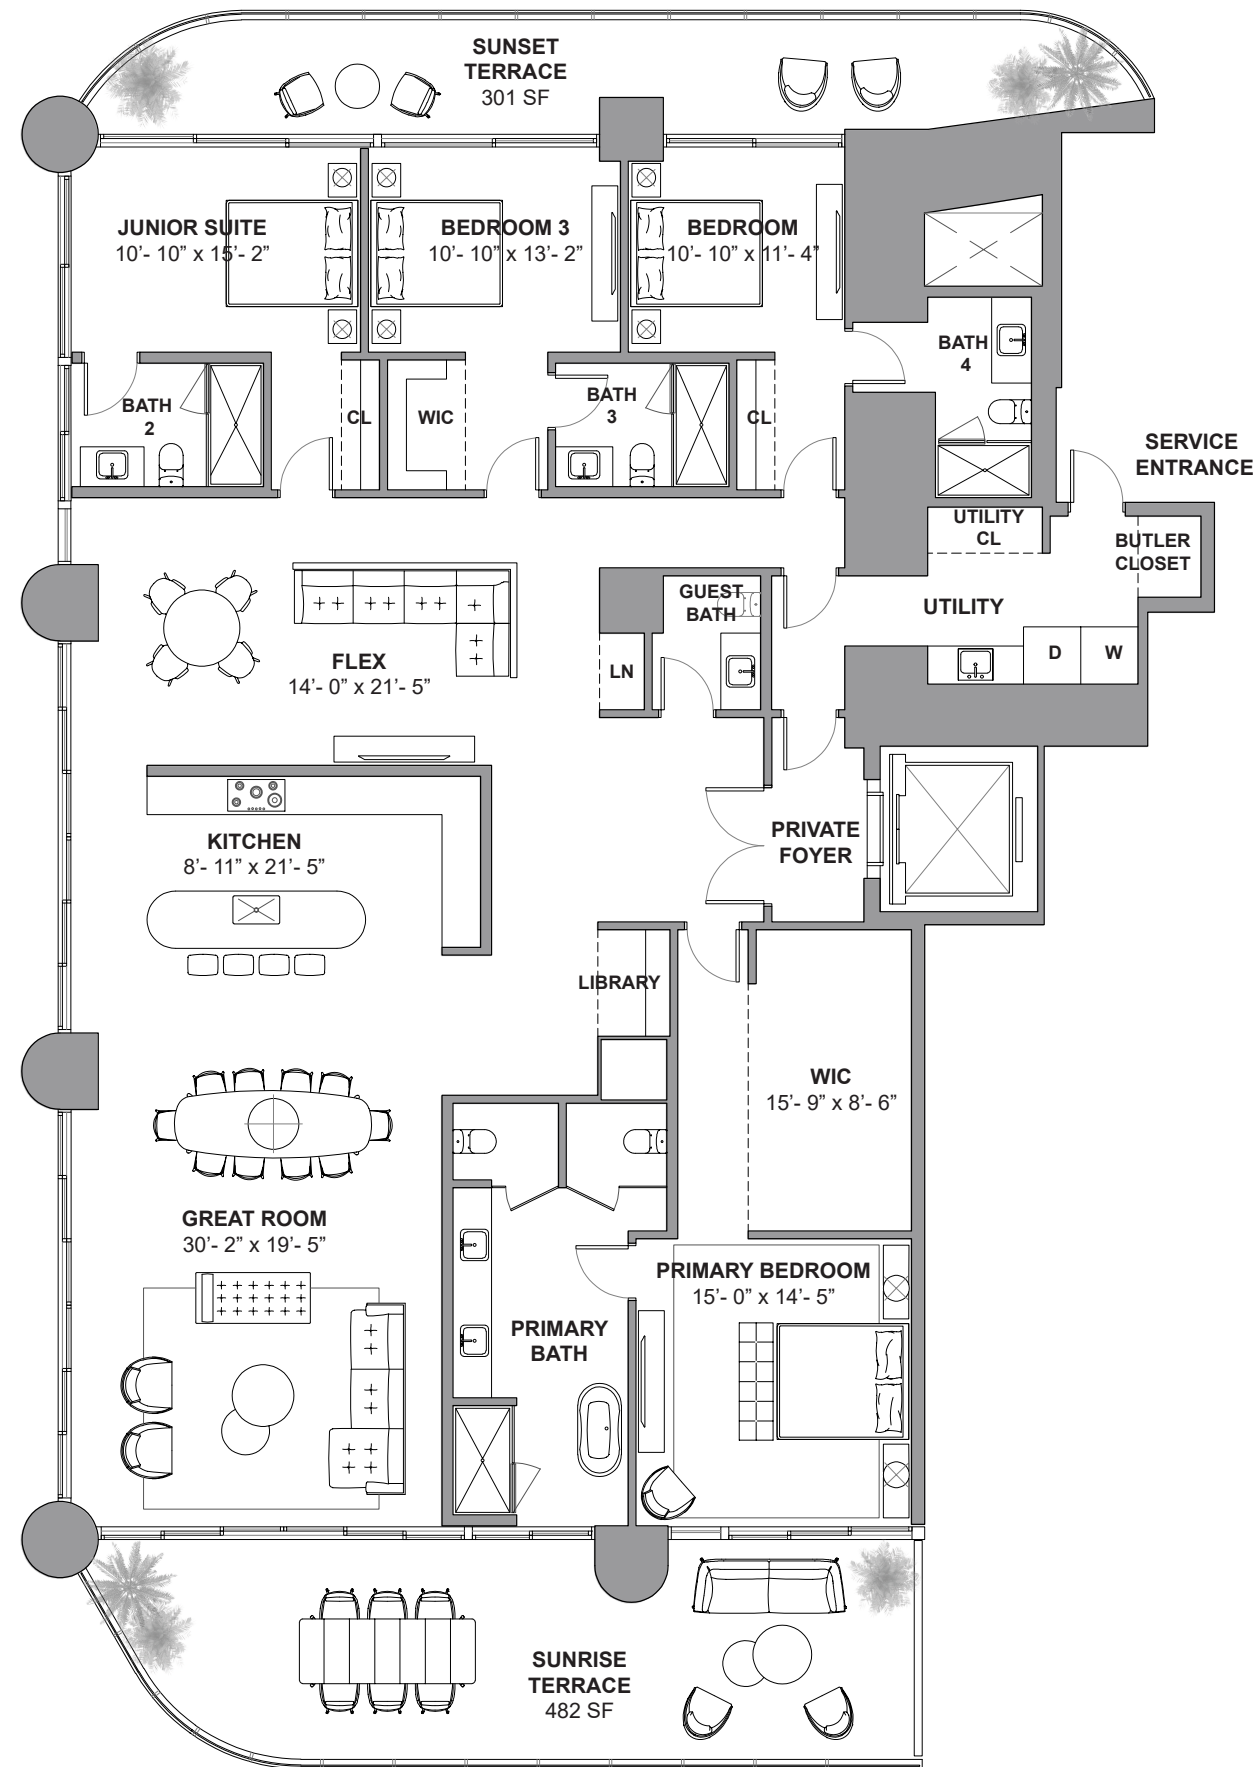 SUNSET
TERRACE
301 SF
JUNIOR SUITE
10’- 10” x 15’- 2”
BEDROOM 3
10’- 10” x 13’- 2”
BEDROOM
10’- 10” x 11’- 4”
BATH
2
CL
WIC
BATH
3
CL
BATH
4
SERVICE
ENTRANCE
UTILITY
CL
BUTLER
CLOSET
GUEST
BATH
UTILITY
FLEX
14’- 0” x 21’- 5”
LN
D
W
KITCHEN
8’- 11” x 21’- 5”
PRIVATE
FOYER
LIBRARY
WIC
15’- 9” x 8’- 6”
GREAT ROOM
30’- 2” x 19’- 5”
PRIMARY BEDROOM
15’- 0” x 14’- 5”
PRIMARY
BATH
SUNRISE
TERRACE
482 SF